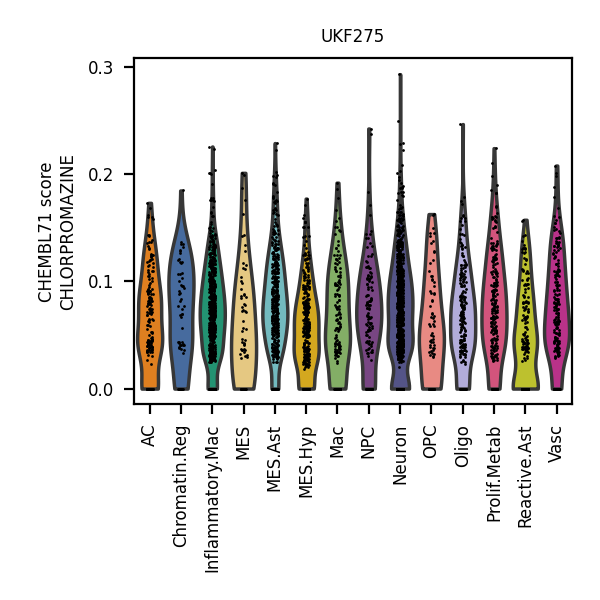 UKF275
CHEMBL71 score
CHLORPROMAZINE
0.3
0.2
0.1
0.0
AC
Chromatin.Reg
Inflammatory.Mac
MES
MES.Ast
MES.Hyp
Mac
NPC
Neuron
OPC
Oligo
Prolif.Metab
Reactive.Ast
Vasc